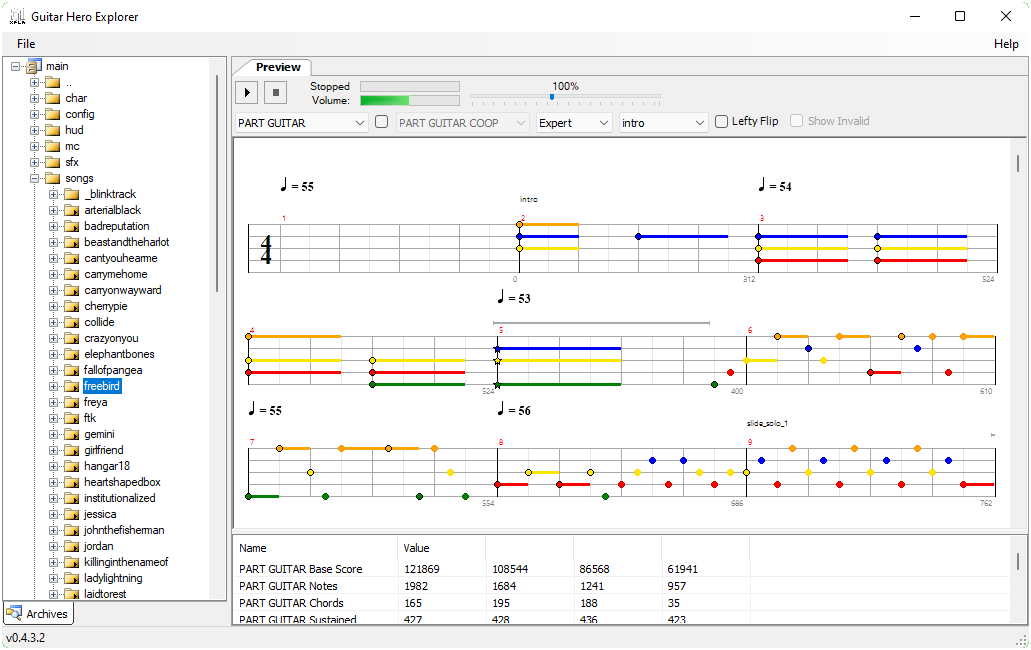 Guitar Hero Explorer
File Help
main
..
char
config
hud
mc
sfx
songs
_blinktrack
arterialblack
badreputation
beastandtheharlot
cantyouhearme
carrymehome
carryonwayward
cherrypie
collide
crazyonyou
elephantbones
fallofpangea
freebird
freya
ftk
gemini
girlfriend
hangar18
heartshapedbox
institutionalized
jessica
johnthefisherman
jordan
killinginthenameof
ladylightning
laidtorest
Archives
v0.4.3.2
Preview
Stopped
Volume:
100%
PART GUITAR
PART GUITAR COOP
Expert
intro
Lefty Flip
Show Invalid
♩ = 55 ♩ = 54
intro
1 2 3
4
4
0 312 524
♩ = 53
4 5 6
524 400 610
♩ = 55 ♩ = 56
slide_solo_1
7 8 9
554 686 762
Name Value
PART GUITAR Base Score 121869 108544 86568 61941
PART GUITAR Notes 1982 1684 1241 957
PART GUITAR Chords 165 195 188 35
PART GUITAR Sustained 427 428 436 423